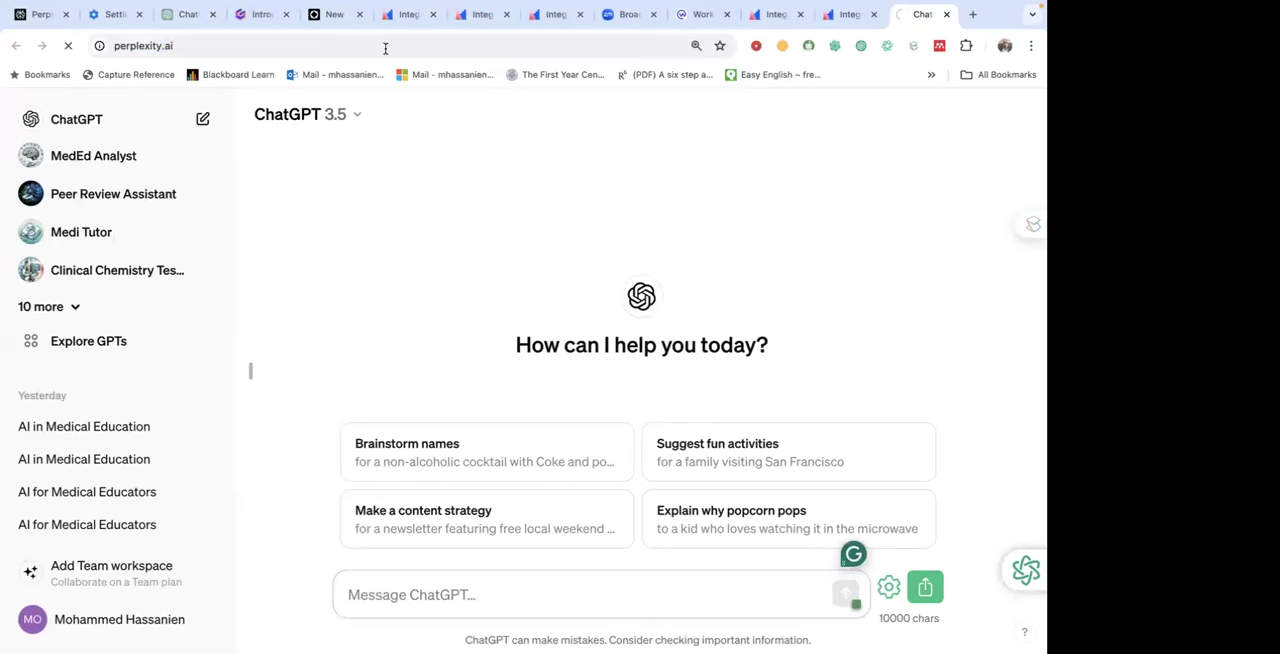 Perpl
Settin
Chat
Intro
New
Integ
Integ
Integ
Broad
Work
Integ
Integ
Chat
perplexity.ai
Bookmarks
Capture Reference
Blackboard Learn
Mail - mhassanien...
Mail - mhassanien...
The First Year Cen...
(PDF) A six step a...
Easy English ~ fre...
»
All Bookmarks
ChatGPT
MedEd Analyst
Peer Review Assistant
Medi Tutor
Clinical Chemistry Tes...
10 more
Explore GPTs
Yesterday
AI in Medical Education
AI in Medical Education
AI for Medical Educators
AI for Medical Educators
Add Team workspace
Collaborate on a Team plan
MO
Mohammed Hassanien
ChatGPT 3.5
How can I help you today?
Brainstorm names
for a non-alcoholic cocktail with Coke and po...
Suggest fun activities
for a family visiting San Francisco
Make a content strategy
for a newsletter featuring free local weekend ...
Explain why popcorn pops
to a kid who loves watching it in the microwave
Message ChatGPT...
10000 chars
ChatGPT can make mistakes. Consider checking important information.
?